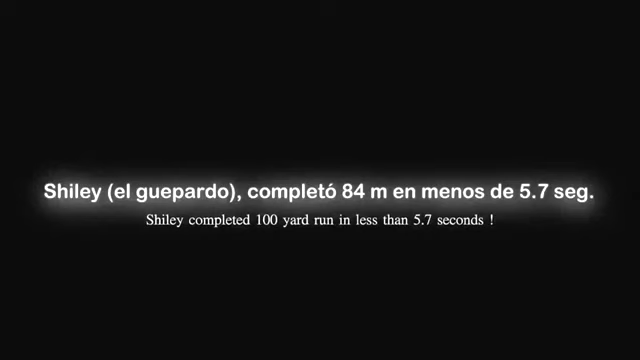 Shiley (el guepardo), completó 84 m en menos de 5.7 seg.
Shiley completed 100 yard run in less than 5.7 seconds !